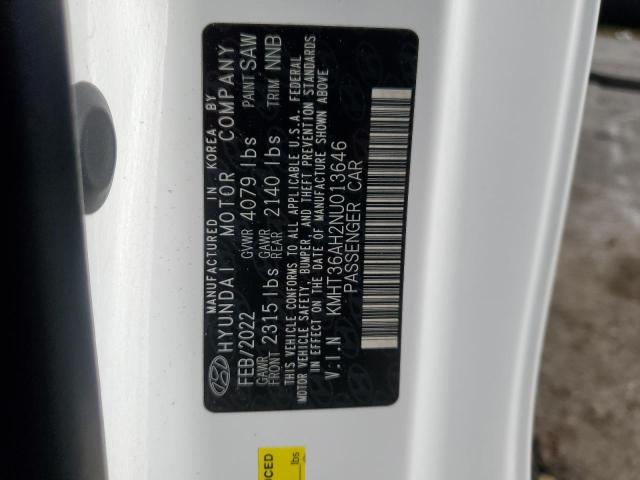 MANUFACTURED IN KOREA BY
HYUNDAI MOTOR COMPANY
FEB/2022 GVWR 4079 lbs PAINT SAW
GAWR FRONT 2315 lbs GAWR REAR 2140 lbs TRIM NNB
THIS VEHICLE CONFORMS TO ALL APPLICABLE U.S.A. FEDERAL
MOTOR VEHICLE SAFETY, BUMPER, AND THEFT PREVENTION STANDARDS
IN EFFECT ON THE DATE OF MANUFACTURE SHOWN ABOVE
V.I.N KMHT36AH2NU013646
PASSENGER CAR
lbs